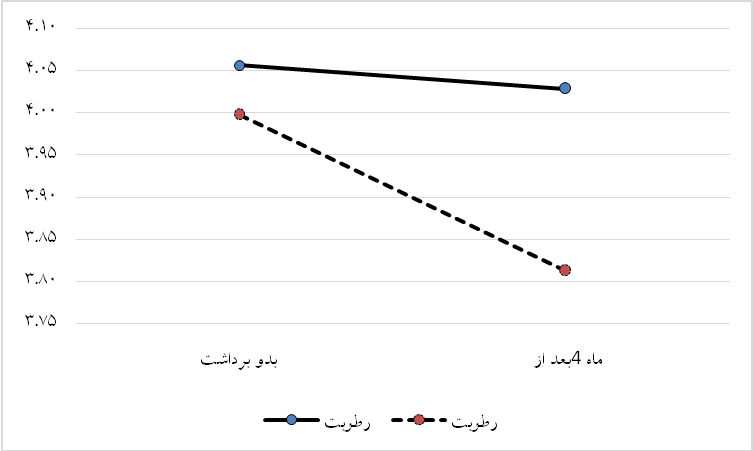 ۴.۱۰
۴.۰۵
۴.۰۰
۳.۹۵
۳.۹۰
۳.۸۵
۳.۸۰
۳.۷۵
بدو برداشت
ماه 4بعد از
رطوبت
رطوبت